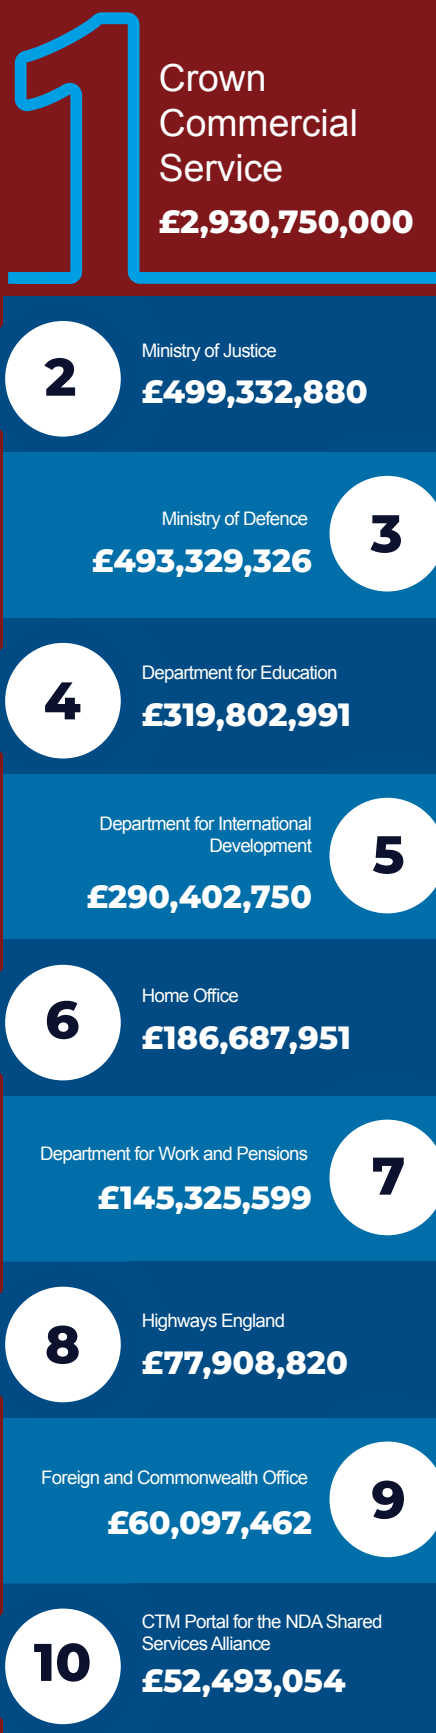 1
Crown
Commercial
Service
£2,930,750,000
2
Ministry of Justice
£499,332,880
Ministry of Defence
£493,329,326
3
4
Department for Education
£319,802,991
Department for International
Development
£290,402,750
5
6
Home Office
£186,687,951
Department for Work and Pensions
£145,325,599
7
8
Highways England
£77,908,820
Foreign and Commonwealth Office
£60,097,462
9
10
CTM Portal for the NDA Shared
Services Alliance
£52,493,054